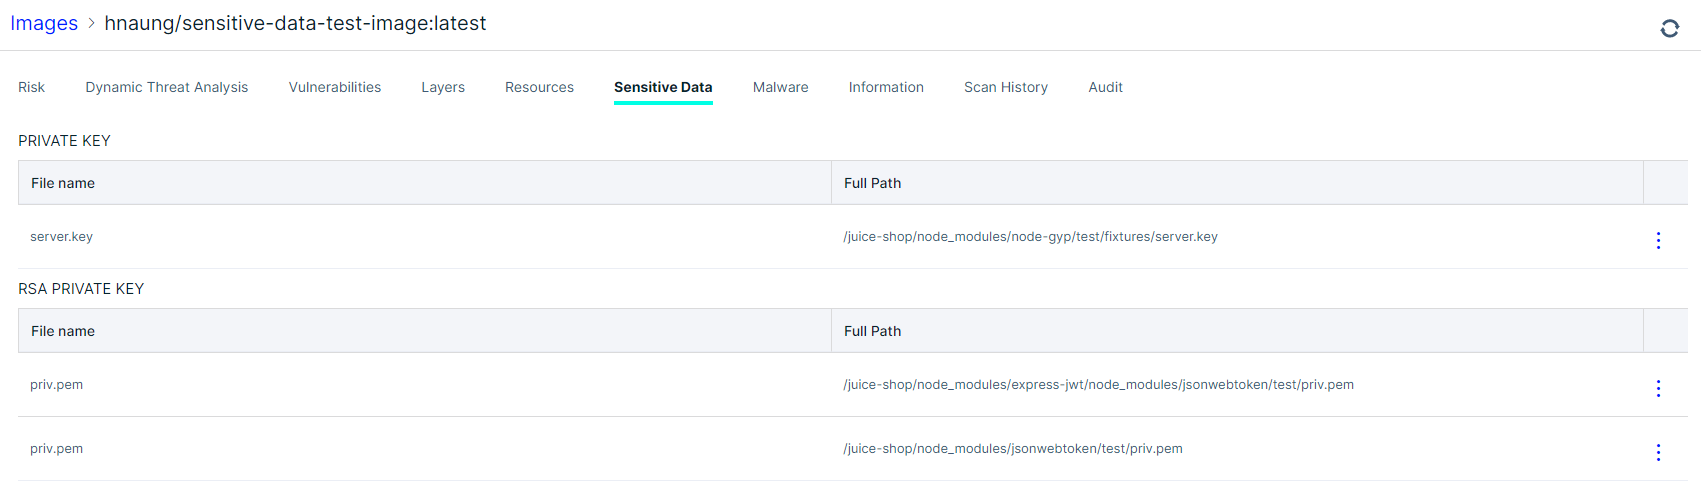 Images > hnaung/sensitive-data-test-image:latest
Risk Dynamic Threat Analysis Vulnerabilities Layers Resources Sensitive Data Malware Information Scan History Audit
PRIVATE KEY
File name Full Path
server.key /juice-shop/node_modules/node-gyp/test/fixtures/server.key
RSA PRIVATE KEY
File name Full Path
priv.pem /juice-shop/node_modules/express-jwt/node_modules/jsonwebtoken/test/priv.pem
priv.pem /juice-shop/node_modules/jsonwebtoken/test/priv.pem